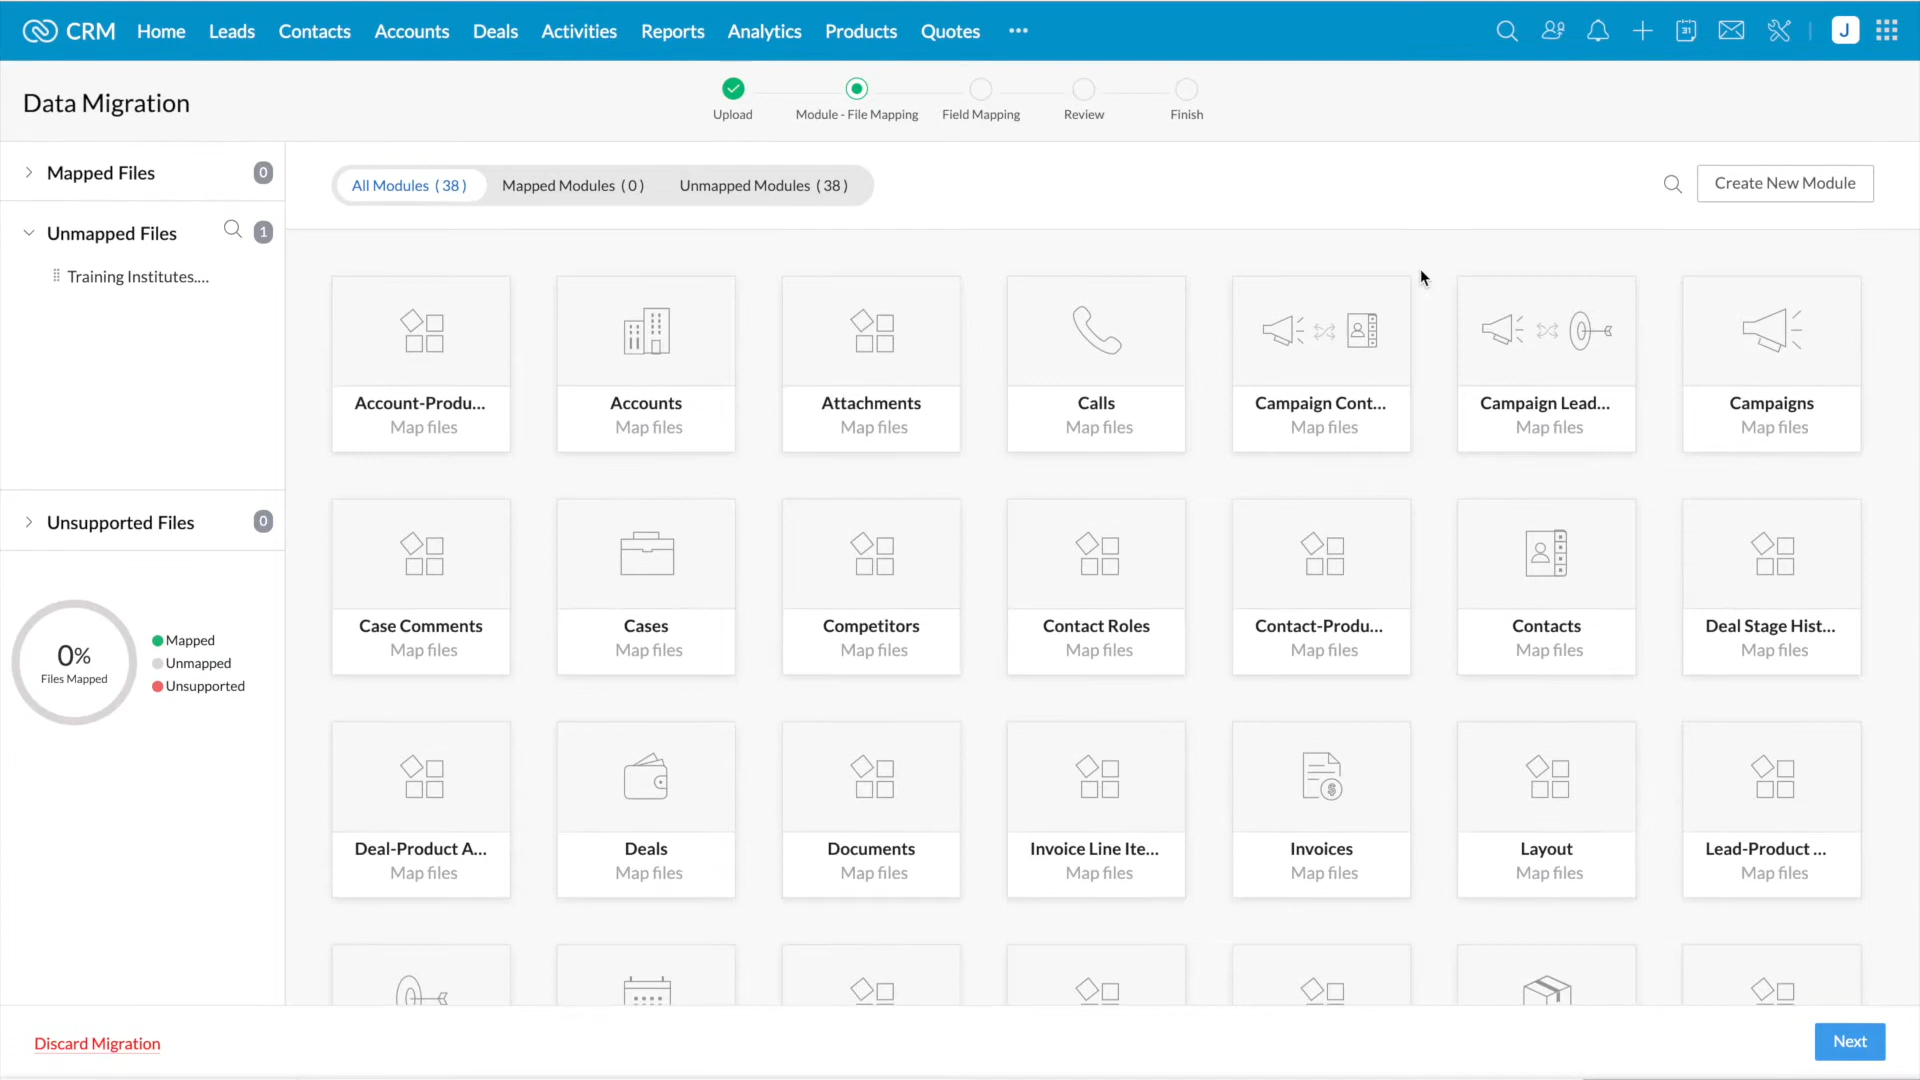 CRM Home Leads Contacts Accounts Deals Activities Reports Analytics Products Quotes ••• 31 J
Data Migration
Upload Module - File Mapping Field Mapping Review Finish
Mapped Files 0
Unmapped Files 1
Training Institutes....
Unsupported Files 0
0%
Files Mapped
Mapped
Unmapped
Unsupported
All Modules ( 38 ) Mapped Modules ( 0 ) Unmapped Modules ( 38 )
Create New Module
Account-Produ... Accounts Attachments Calls Campaign Cont... Campaign Lead... Campaigns
Map files Map files Map files Map files Map files Map files Map files
Case Comments Cases Competitors Contact Roles Contact-Produ... Contacts Deal Stage Hist...
Map files Map files Map files Map files Map files Map files Map files
Deal-Product A... Deals Documents Invoice Line Ite... Invoices Layout Lead-Product ...
Map files Map files Map files Map files Map files Map files Map files
Discard Migration
Next